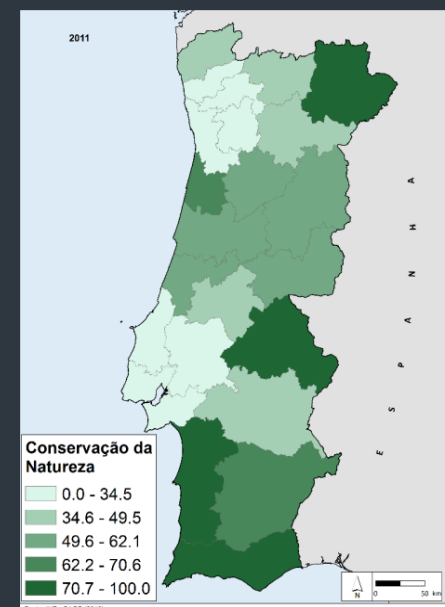 2011
E S P A N H A
Conservação da
Natureza
0.0 - 34.5
34.6 - 49.5
49.6 - 62.1
62.2 - 70.6
70.7 - 100.0
N
0 50 km